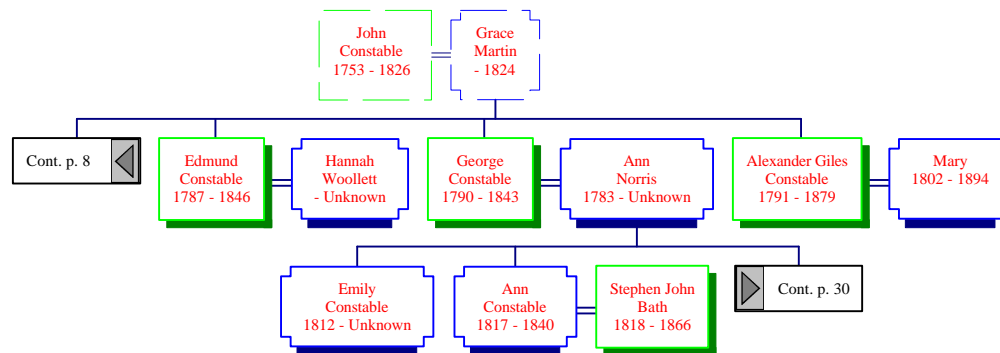 John
Constable
1753 - 1826
Grace
Martin
- 1824
Cont. p. 8
Edmund
Constable
1787 - 1846
Hannah
Woollett
- Unknown
George
Constable
1790 - 1843
Ann
Norris
1783 - Unknown
Alexander Giles
Constable
1791 - 1879
Mary
1802 - 1894
Emily
Constable
1812 - Unknown
Ann
Constable
1817 - 1840
Stephen John
Bath
1818 - 1866
Cont. p. 30